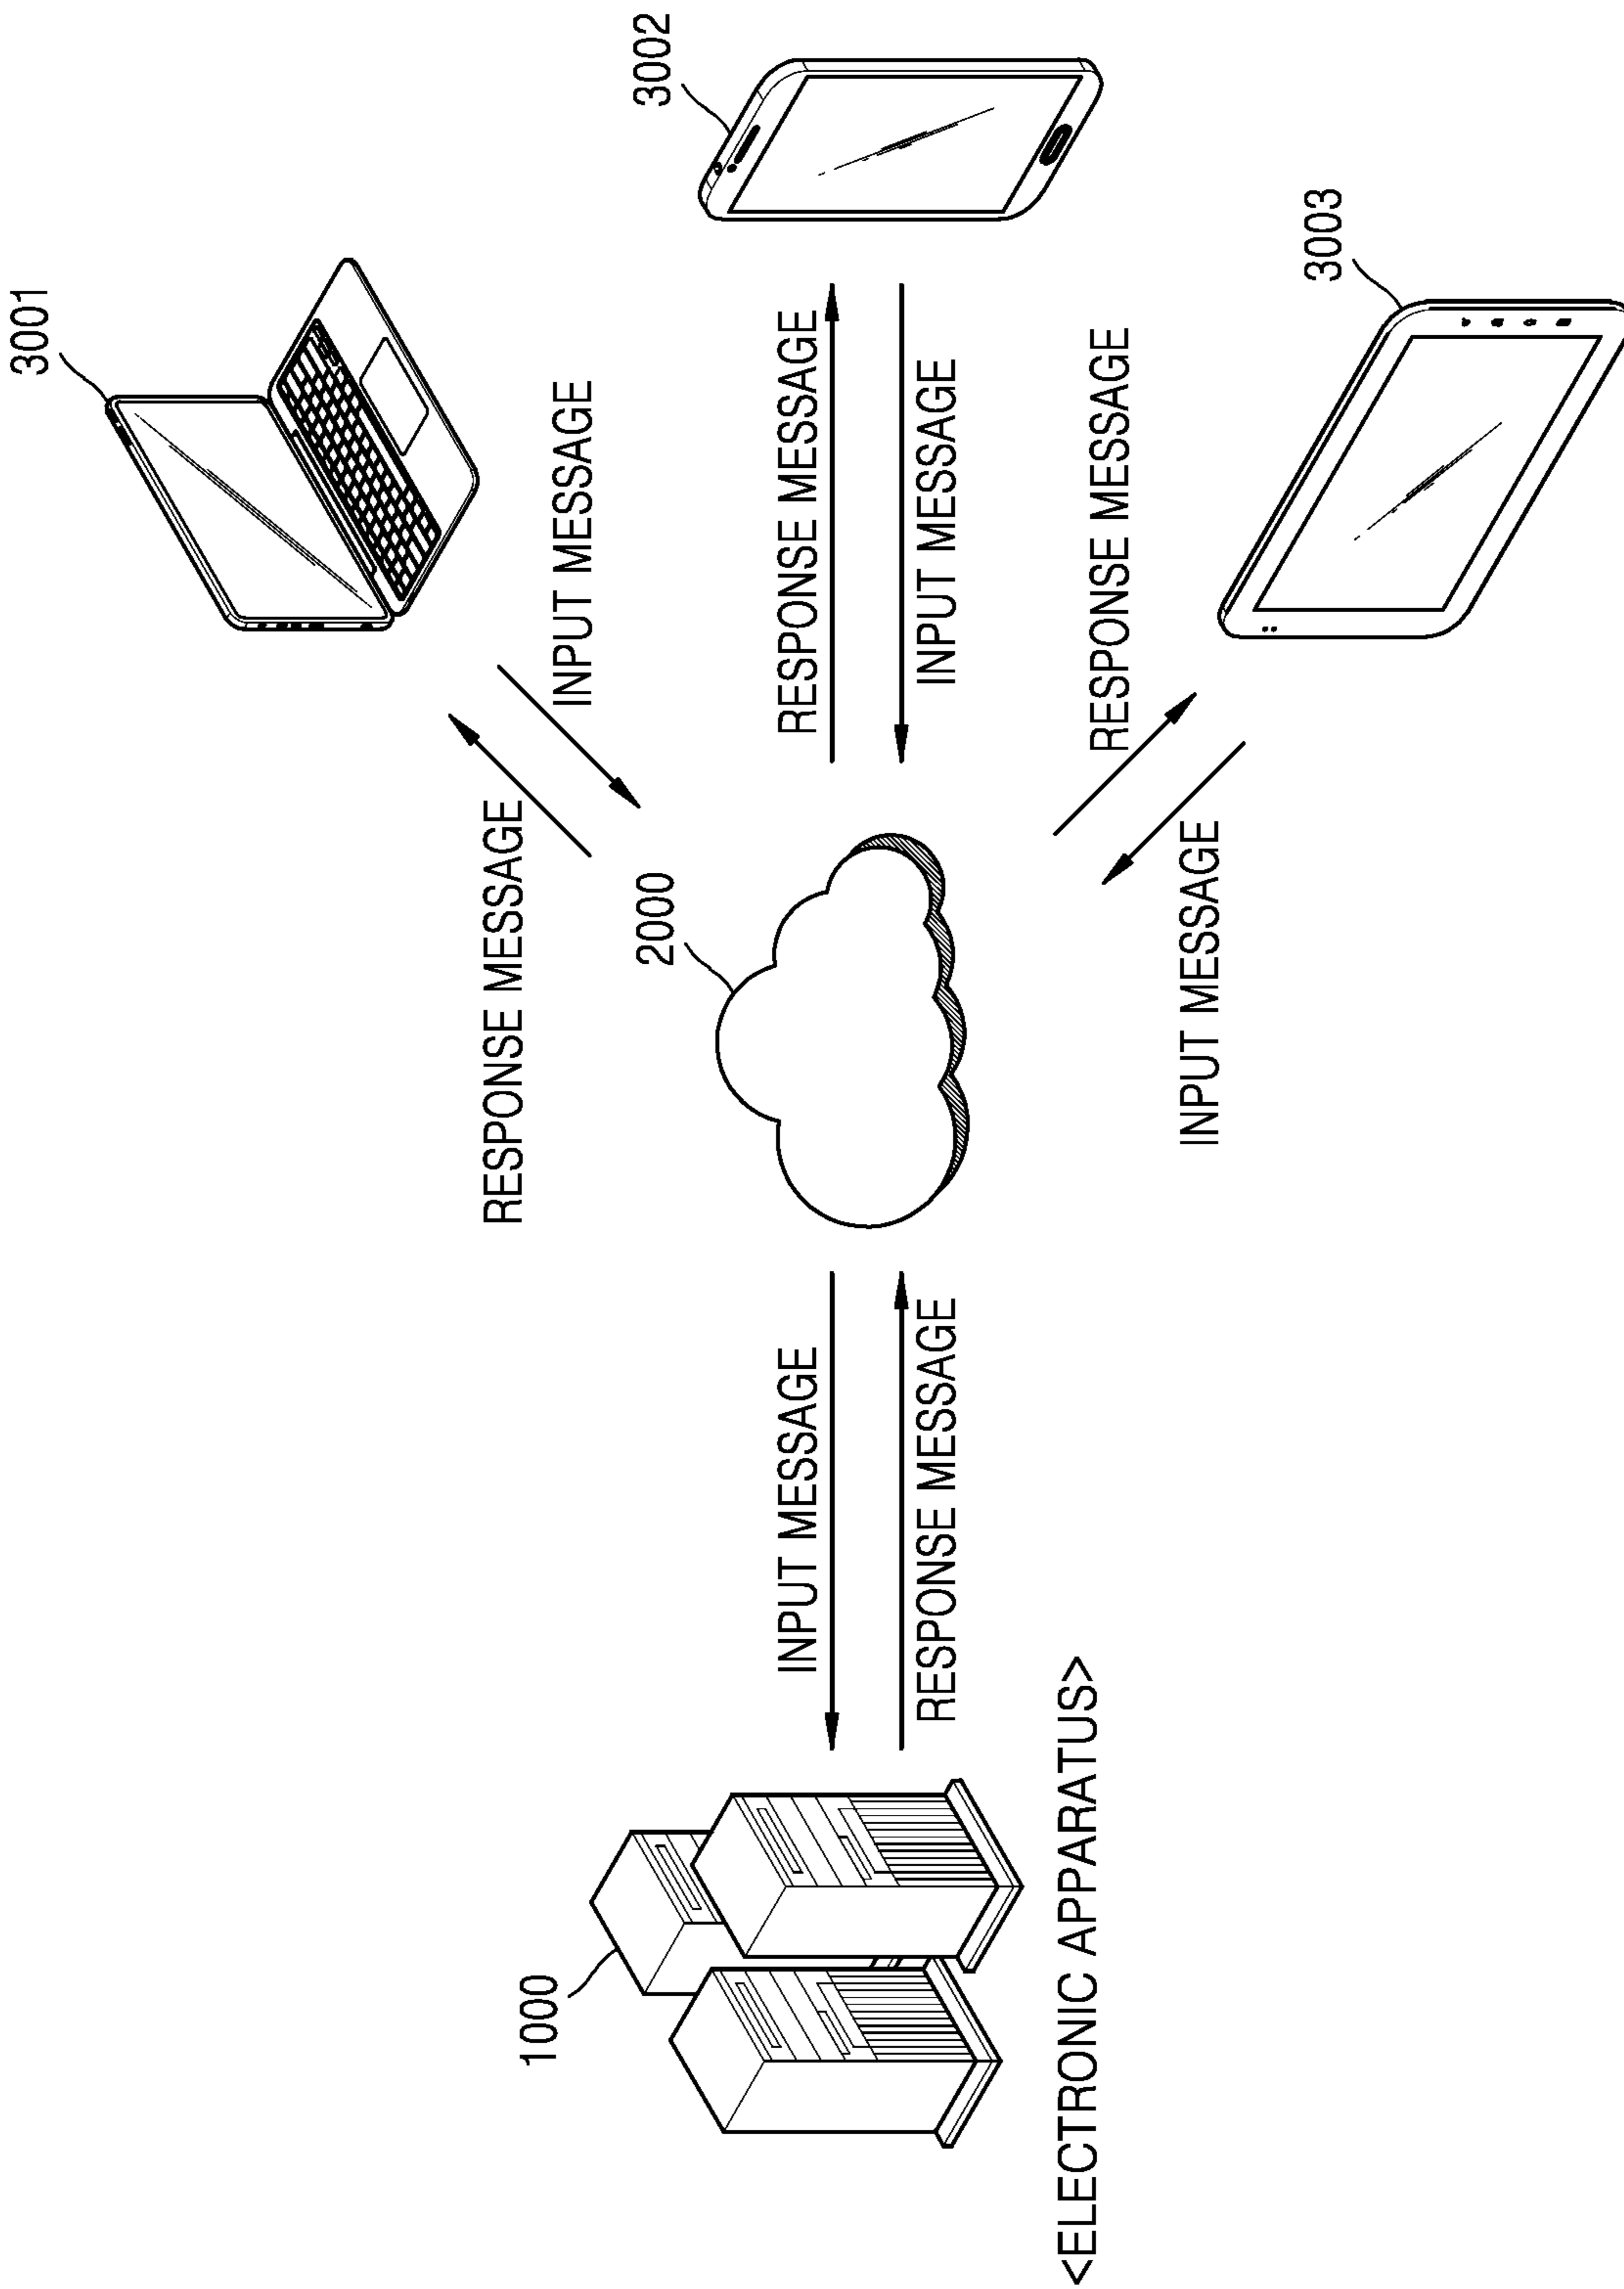 3001
3002
3003
2000
1000
RESPONSE MESSAGE
INPUT MESSAGE
RESPONSE MESSAGE
INPUT MESSAGE
RESPONSE MESSAGE
INPUT MESSAGE
INPUT MESSAGE
RESPONSE MESSAGE
<ELECTRONIC APPARATUS>